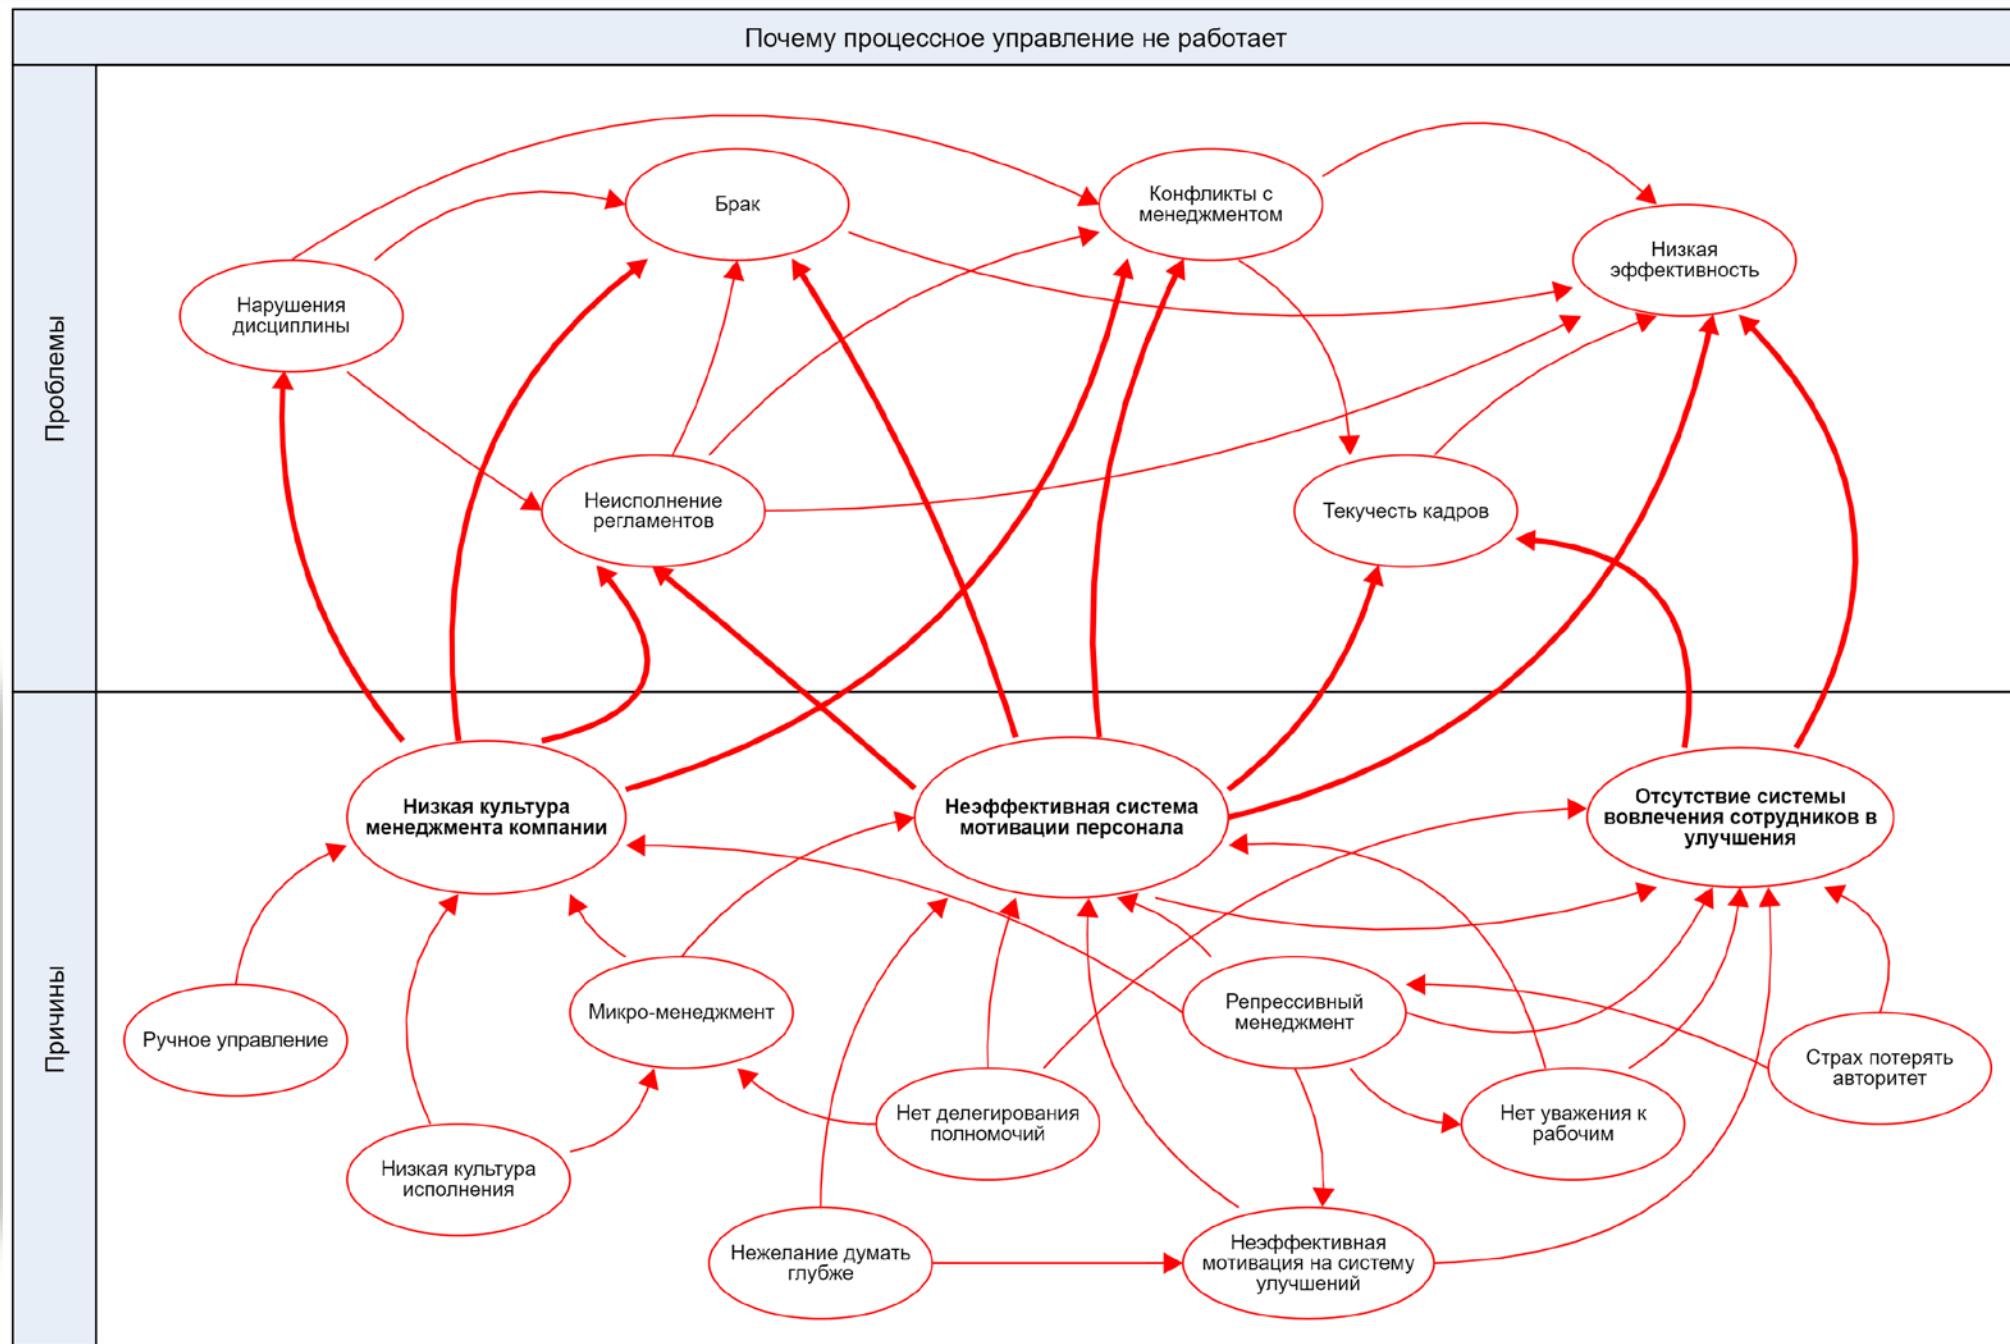 Почему процессное управление не работает
Проблемы
Брак
Конфликты с
менеджментом
Низкая
эффективность
Нарушения
дисциплины
Неисполнение
регламентов
Текучесть кадров
Причины
Низкая культура
менеджмента компании
Неэффективная система
мотивации персонала
Отсутствие системы
вовлечения сотрудников в
улучшения
Ручное управление
Микро-менеджмент
Репрессивный
менеджмент
Страх потерять
авторитет
Нет делегирования
полномочий
Нет уважения к
рабочим
Низкая культура
исполнения
Нежелание думать
глубже
Неэффективная
мотивация на систему
улучшений